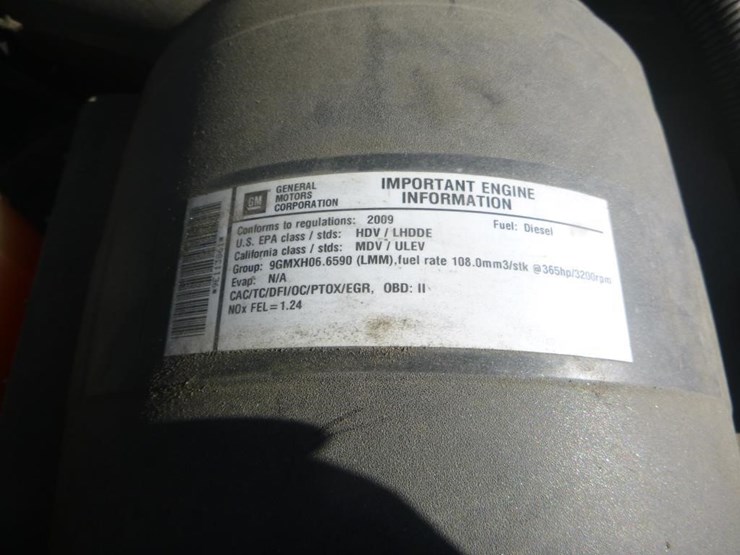 GM
GENERAL
MOTORS
CORPORATION
IMPORTANT ENGINE
INFORMATION
Conforms to regulations: 2009
Fuel: Diesel
U.S. EPA class / stds: HDV / LHDDE
California class / stds: MDV / ULEV
Group: 9GMXH06.6590 (LMM),fuel rate 108.0mm3/stk @365hp/3200rpm
Evap: N/A
CAC/TC/DFI/OC/PTOX/EGR, OBD: II
NOx FEL=1.24